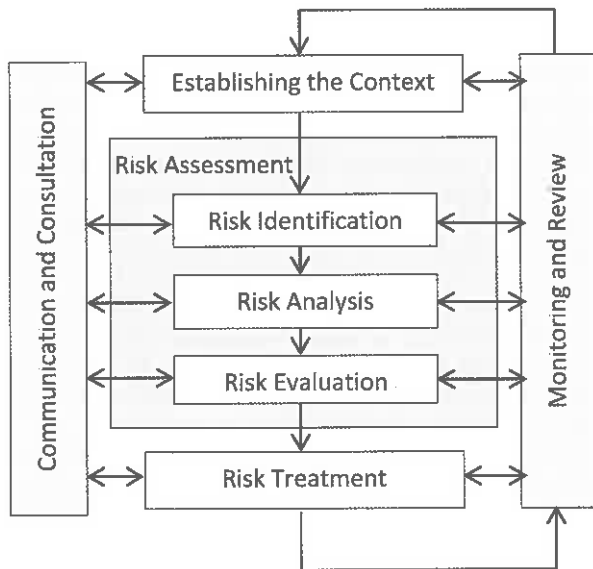 Establishing the Context
Communication and Consultation
Monitoring and Review
Risk Assessment
Risk Identification
Risk Analysis
Risk Evaluation
Risk Treatment